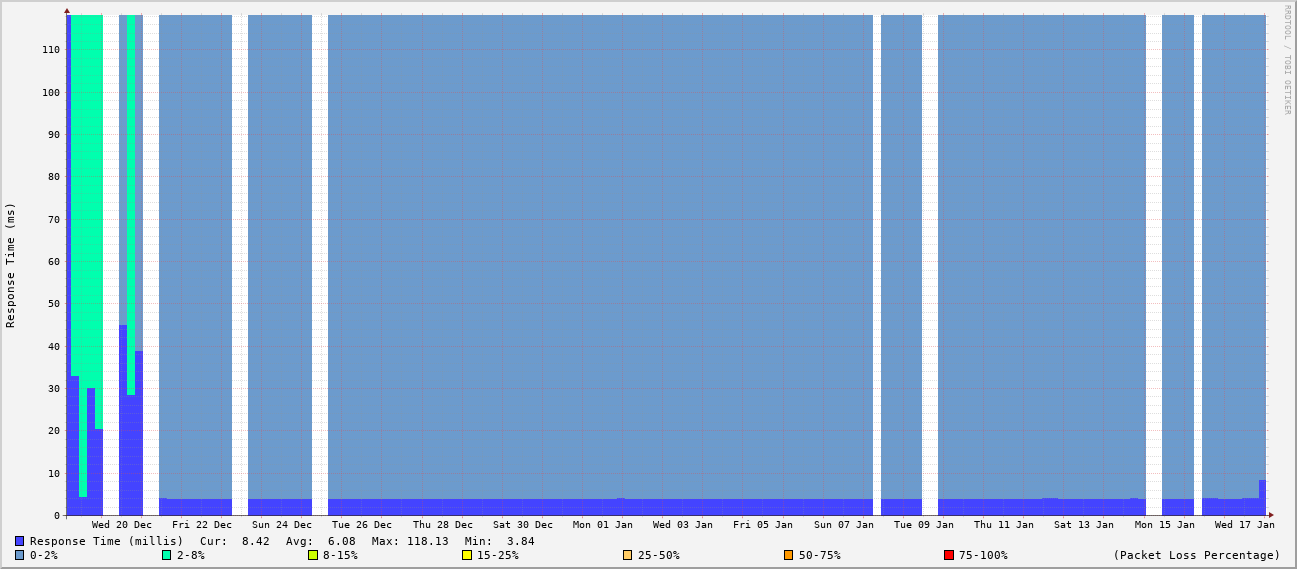 RRDTOOL / TOBI OETIKER
Response Time (ms)
110
100
90
80
70
60
50
40
30
20
10
0
Wed 20 Dec Fri 22 Dec Sun 24 Dec Tue 26 Dec Thu 28 Dec Sat 30 Dec Mon 01 Jan Wed 03 Jan Fri 05 Jan Sun 07 Jan Tue 09 Jan Thu 11 Jan Sat 13 Jan Mon 15 Jan Wed 17 Jan
Response Time (millis) Cur: 8.42 Avg: 6.08 Max: 118.13 Min: 3.84
0-2% 2-8% 8-15% 15-25% 25-50% 50-75% 75-100% (Packet Loss Percentage)